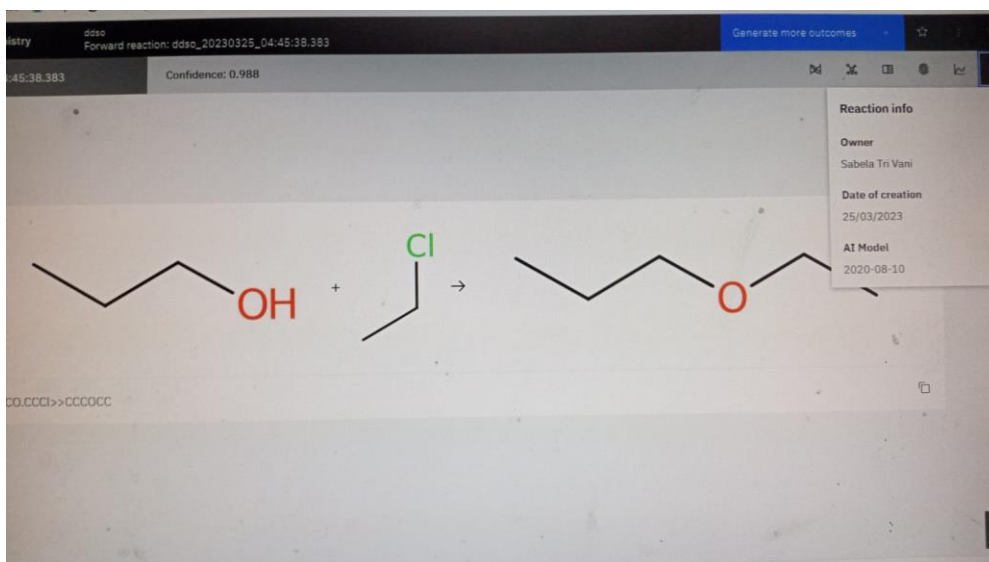 istry
ddso
Forward reaction: ddso_20230325_04:45:38.383
Generate more outcomes
:45:38.383
Confidence: 0.988
Reaction info
Owner
Sabela Tri Vani
Date of creation
25/03/2023
AI Model
2020-08-10
Cl
OH
+
→
O
CO.CCCl>>CCCOCC